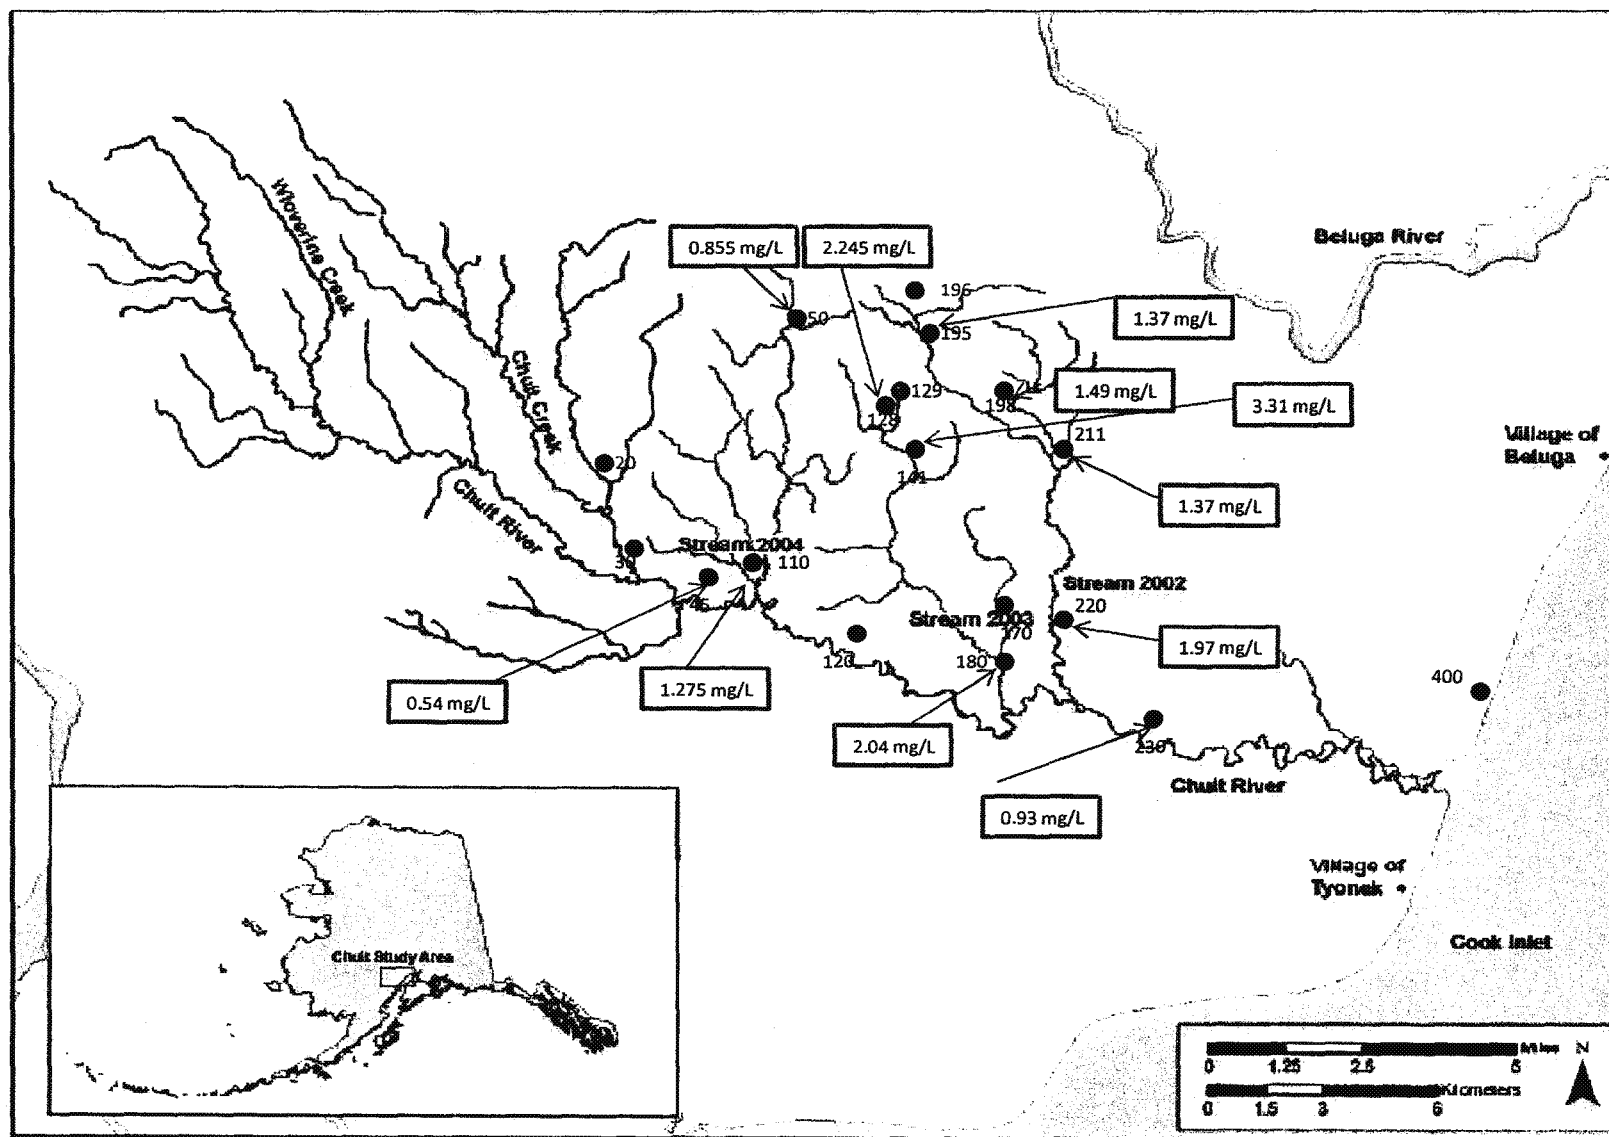 Wloverine Creek
0.855 mg/L
2.245 mg/L
Beluga River
196
1.37 mg/L
50
195
Chuit Creek
129
1.49 mg/L
198
3.31 mg/L
128
211
Village of
Beluga
20
141
Chuit River
1.37 mg/L
Stream 2004
30
110
45
Stream 2002
220
Stream 2003
170
120
180
1.97 mg/L
400
0.54 mg/L
1.275 mg/L
2.04 mg/L
230
Chuit River
0.93 mg/L
Village of
Tyonek
Cook Inlet
Chuit Study Area
Miles
N
0
1.25
2.5
5
Kilometers
0
1.5
3
6